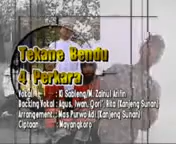 Tekane Bendu
4 Perkara
Vokal : Ki Sableng/M. Zainul Arifin
Backing Vokal : Agus, Iwan, Qori', Rita (Kanjeng Sunan)
Arrangement : Mas Purwo Adi (Kanjeng Sunan)
Ciptaan : Mayangkoro